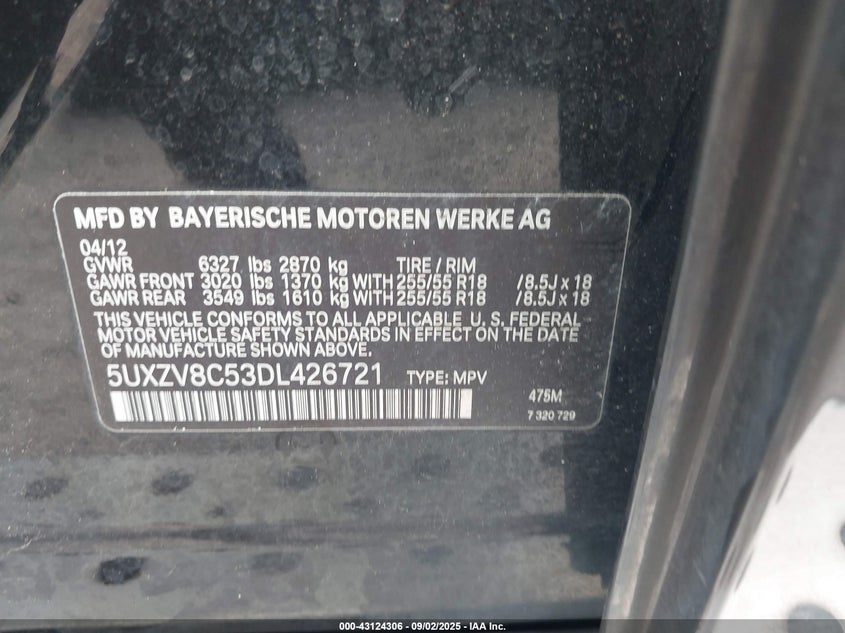 MFD BY BAYERISCHE MOTOREN WERKE AG
04/12
GVWR 6327 lbs 2870 kg TIRE / RIM
GAWR FRONT 3020 lbs 1370 kg WITH 255/55 R18 /8.5J x 18
GAWR REAR 3549 lbs 1610 kg WITH 255/55 R18 /8.5J x 18
THIS VEHICLE CONFORMS TO ALL APPLICABLE U. S. FEDERAL
MOTOR VEHICLE SAFETY STANDARDS IN EFFECT ON THE DATE
OF MANUFACTURE SHOWN ABOVE.
5UXZV8C53DL426721 TYPE: MPV 475M
7 320 729
000-43124306 - 09/02/2025 - IAA Inc.